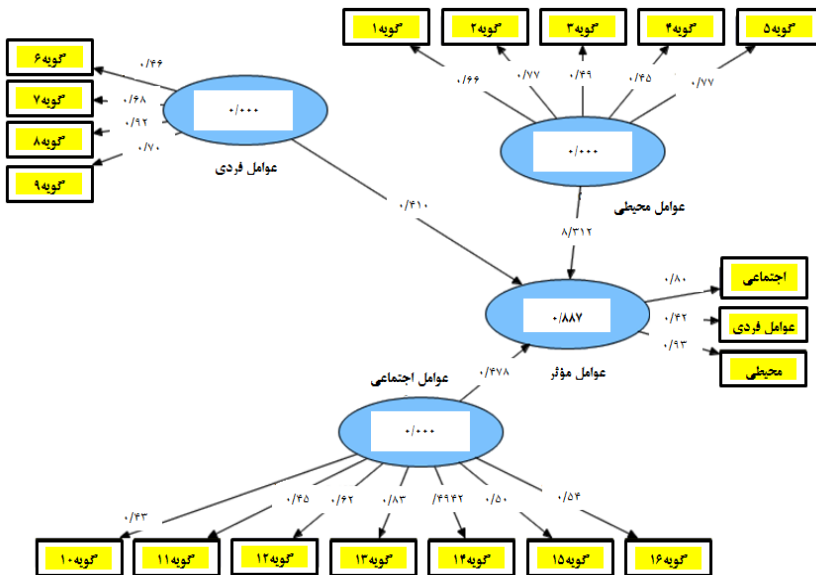 گویه۱
گویه۲
گویه۳
گویه۴
گویه۵
۰/۶۶
۰/۷۷
۰/۴۹
۰/۴۵
۰/۷۷
۰/۰۰۰
عوامل محیطی
۸/۳۱۲
گویه۶
گویه۷
گویه۸
گویه۹
۰/۴۶
۰/۶۸
۰/۹۲
۰/۷۰
۰/۰۰۰
عوامل فردی
۰/۴۱۰
۰/۸۸۷
عوامل مؤثر
۰/۸۰
۰/۴۲
۰/۹۳
اجتماعی
عوامل فردی
محیطی
۰/۴۷۸
عوامل اجتماعی
۰/۰۰۰
۰/۴۳
۰/۴۵
۰/۶۲
۰/۸۳
/۴۹۴۲
۰/۵۰
۰/۵۴
گویه۱۰
گویه۱۱
گویه۱۲
گویه۱۳
گویه۱۴
گویه۱۵
گویه۱۶